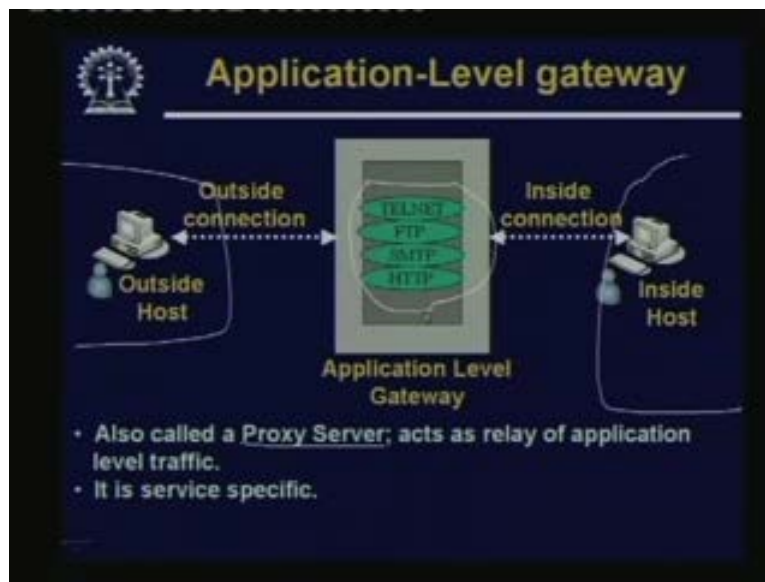 Application-Level gateway
Outside
connection
Inside
connection
TELNET
FTP
SMTP
HTTP
Outside
Host
Inside
Host
Application Level
Gateway
• Also called a Proxy Server; acts as relay of application
level traffic.
• It is service specific.